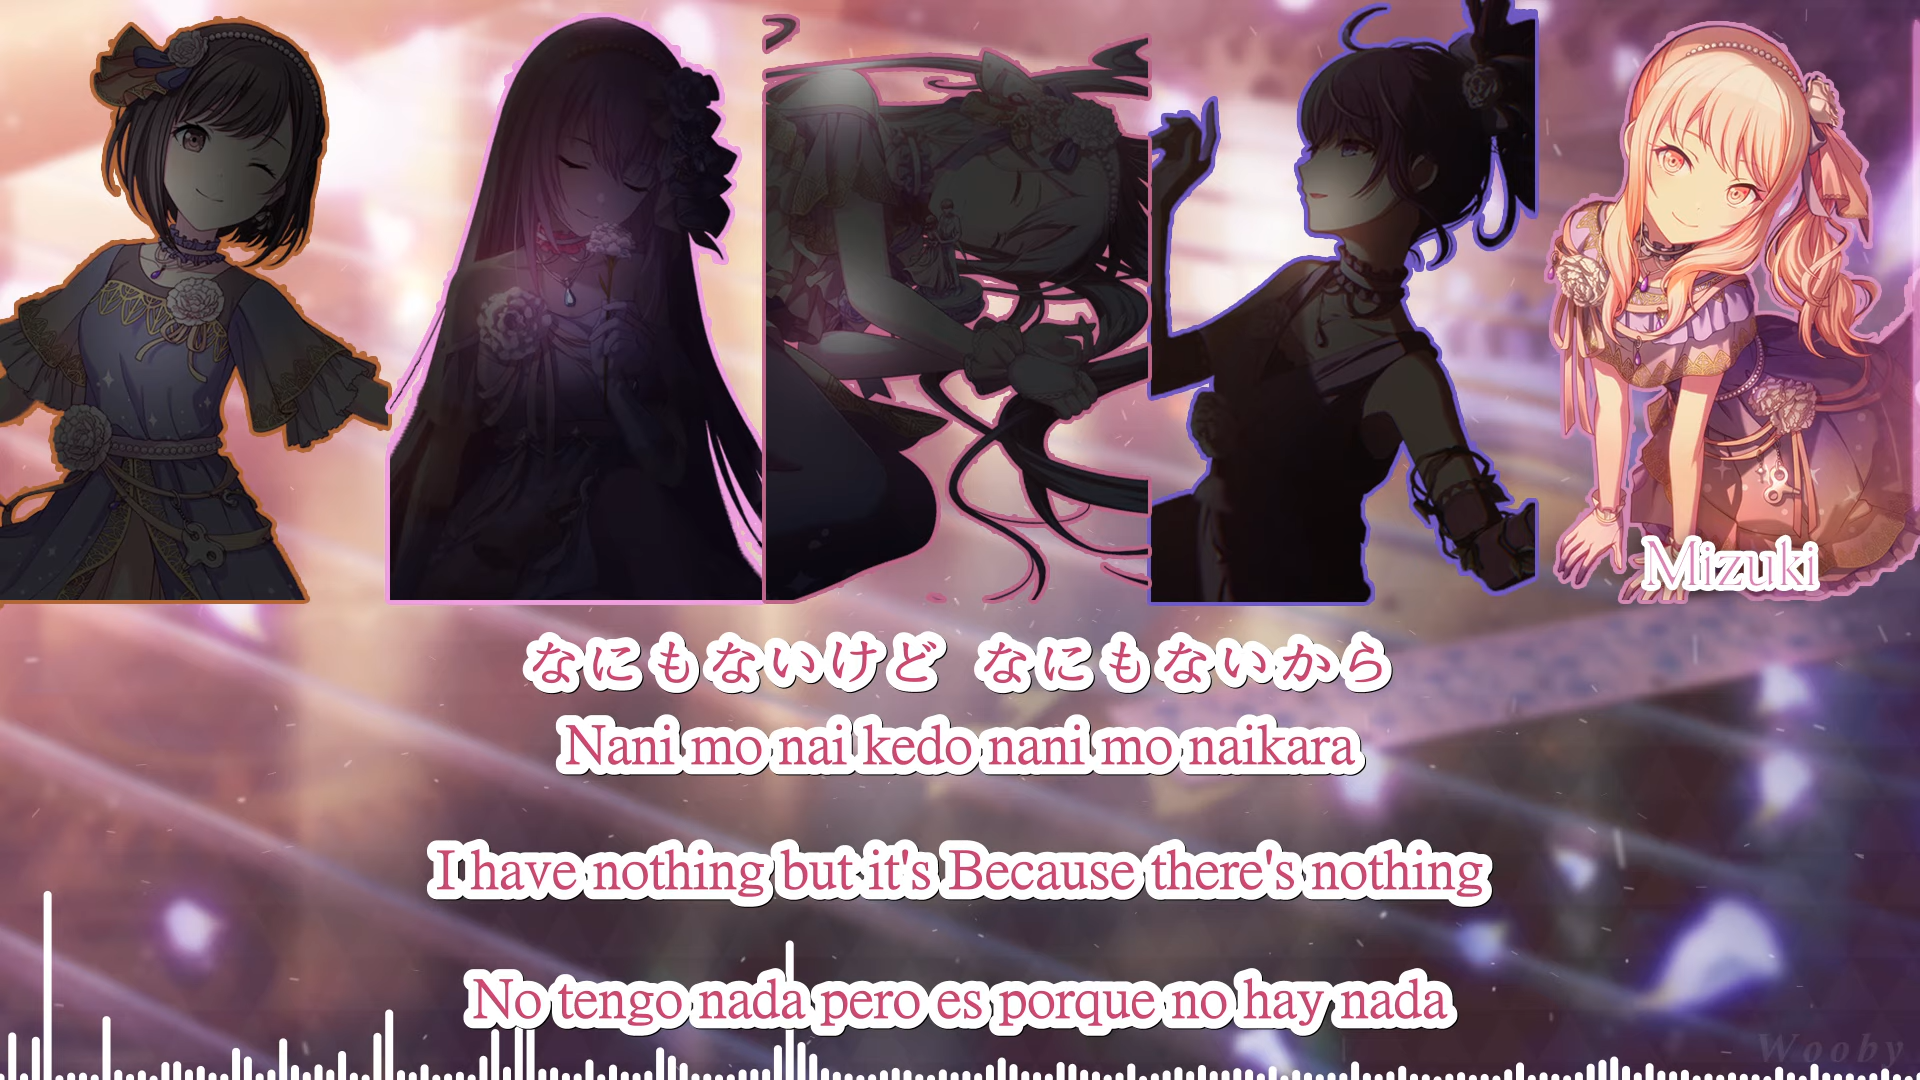 Mizuki
なにもないけど なにもないから
Nani mo nai kedo nani mo naikara
I have nothing but it's Because there's nothing
No tengo nada pero es porque no hay nada
Wooby